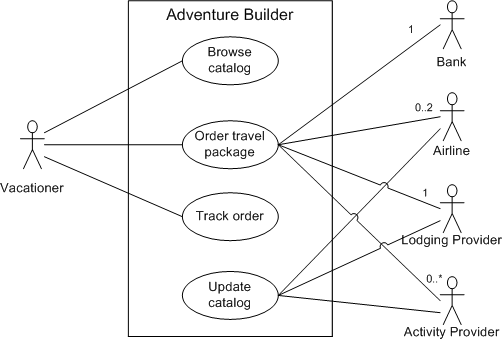 Adventure Builder
Browse
catalog
1
Bank
0..2
Order travel
package
Airline
Vacationer
1
Track order
Lodging Provider
0..*
Update
catalog
Activity Provider